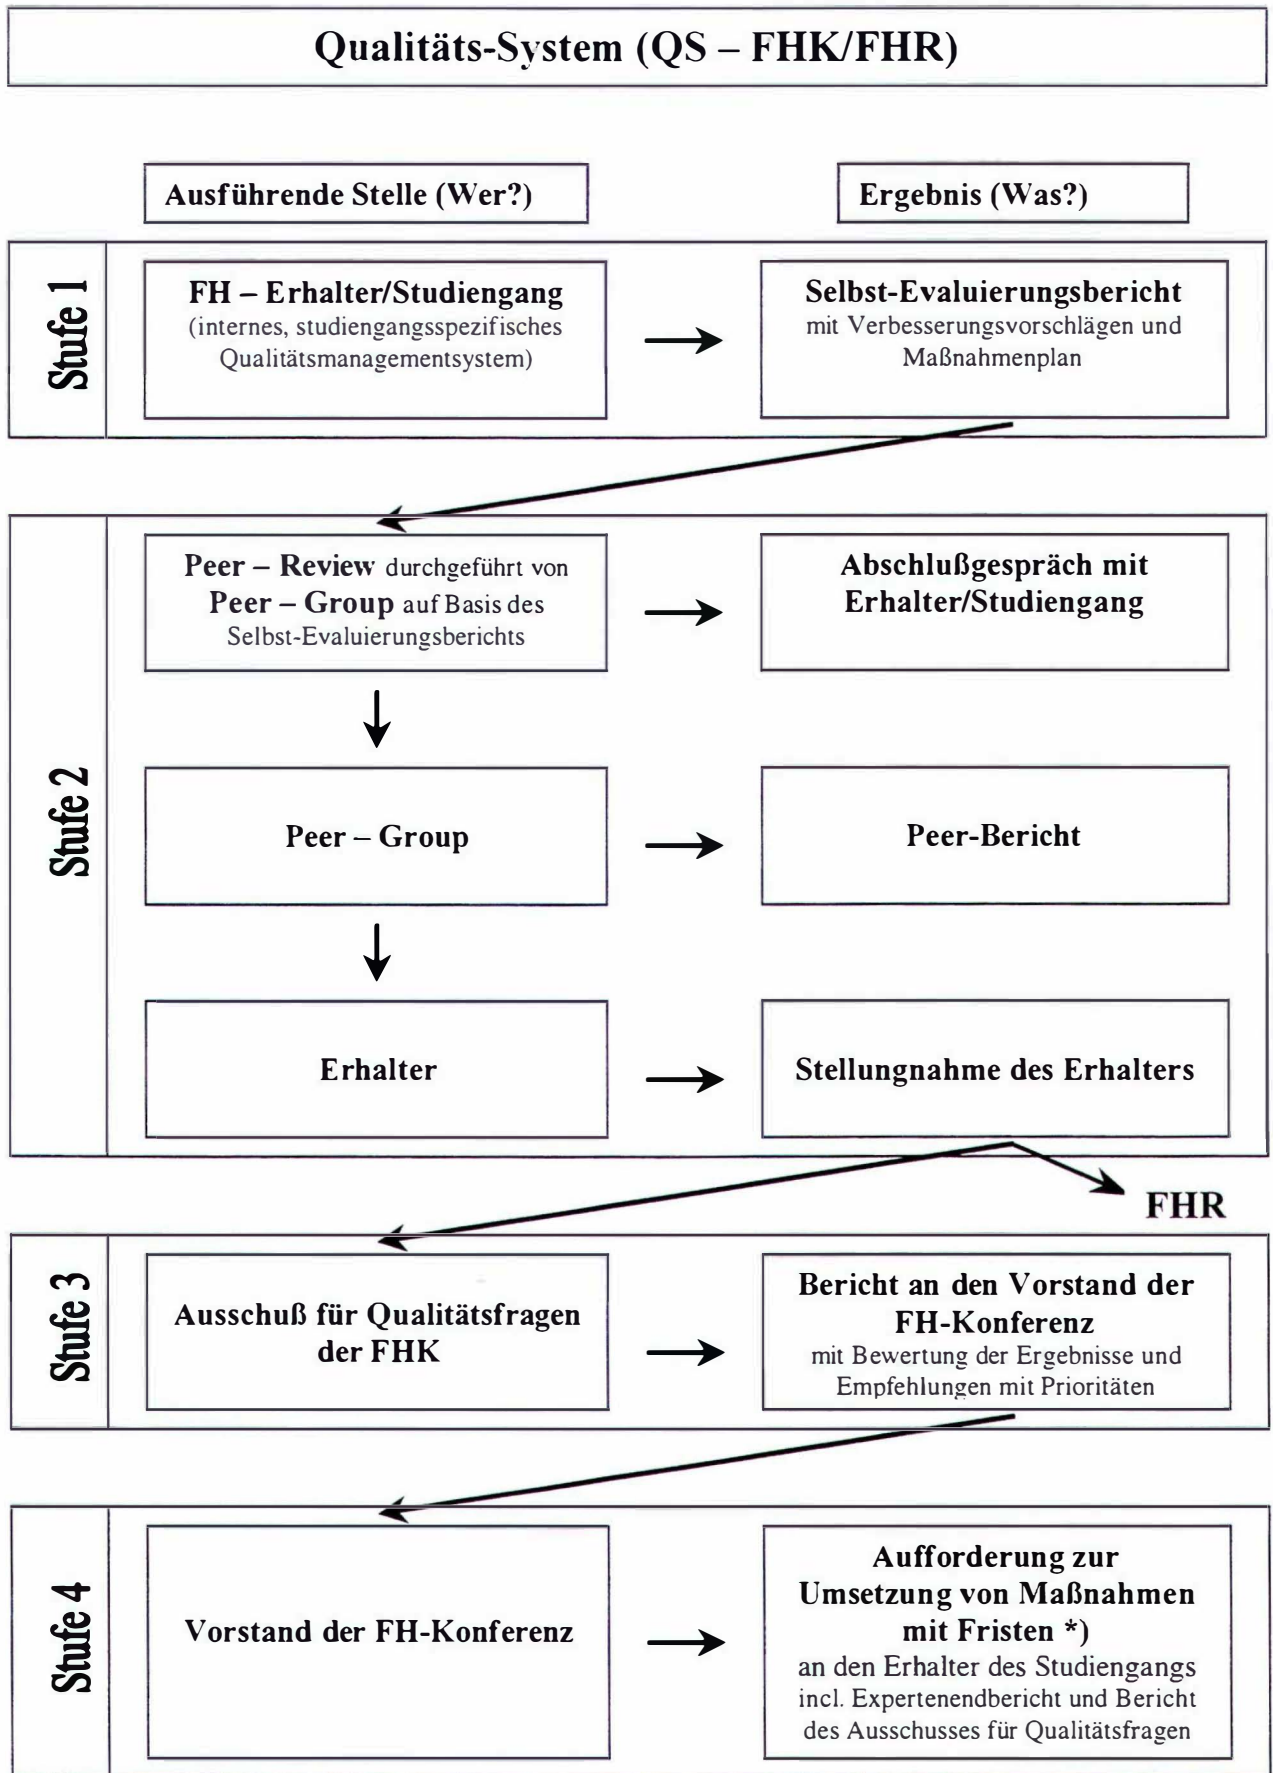 Qualitäts-System (QS – FHK/FHR)
Ausführende Stelle (Wer?)
Ergebnis (Was?)
Stufe 1
FH – Erhalter/Studiengang
(internes, studiengangsspezifisches
Qualitätsmanagementsystem)
Selbst-Evaluierungsbericht
mit Verbesserungsvorschlägen und
Maßnahmenplan
Stufe 2
Peer – Review durchgeführt von
Peer – Group auf Basis des
Selbst-Evaluierungsberichts
Abschlußgespräch mit
Erhalter/Studiengang
Peer – Group
Peer-Bericht
Erhalter
Stellungnahme des Erhalters
FHR
Stufe 3
Ausschuß für Qualitätsfragen
der FHK
Bericht an den Vorstand der
FH-Konferenz
mit Bewertung der Ergebnisse und
Empfehlungen mit Prioritäten
Stufe 4
Vorstand der FH-Konferenz
Aufforderung zur
Umsetzung von Maßnahmen
mit Fristen *)
an den Erhalter des Studiengangs
incl. Expertenendbericht und Bericht
des Ausschusses für Qualitätsfragen